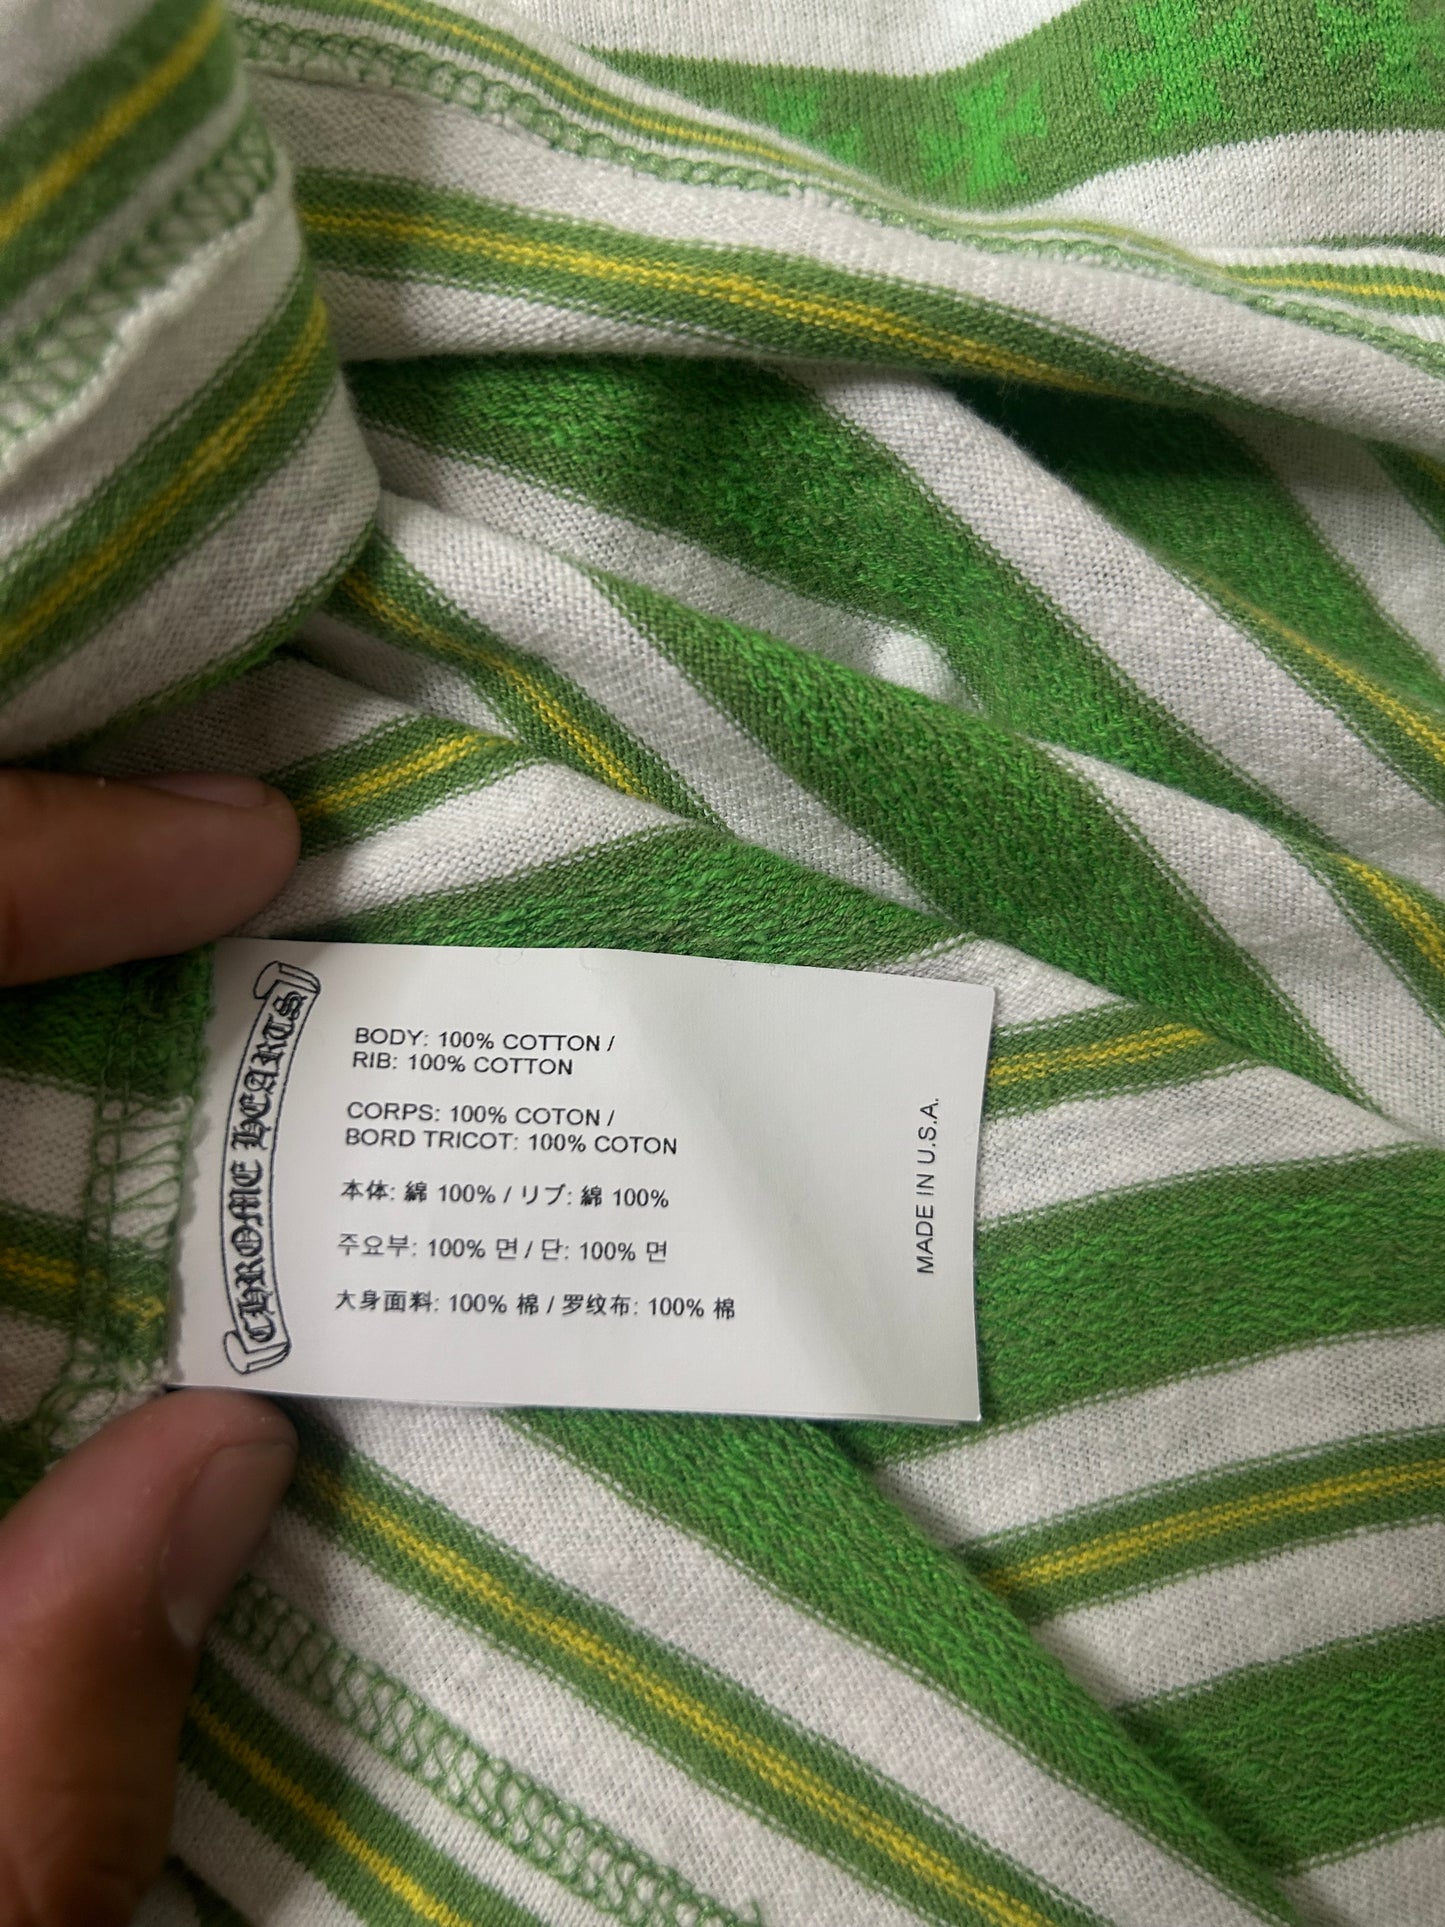 CHROME HEARTS
BODY: 100% COTTON /
RIB: 100% COTTON
CORPS: 100% COTON /
BORD TRICOT: 100% COTON
本体: 綿 100% / リブ: 綿 100%
주요부: 100% 면 / 단: 100% 면
大身面料: 100% 棉 / 罗纹布: 100% 棉
MADE IN U.S.A.